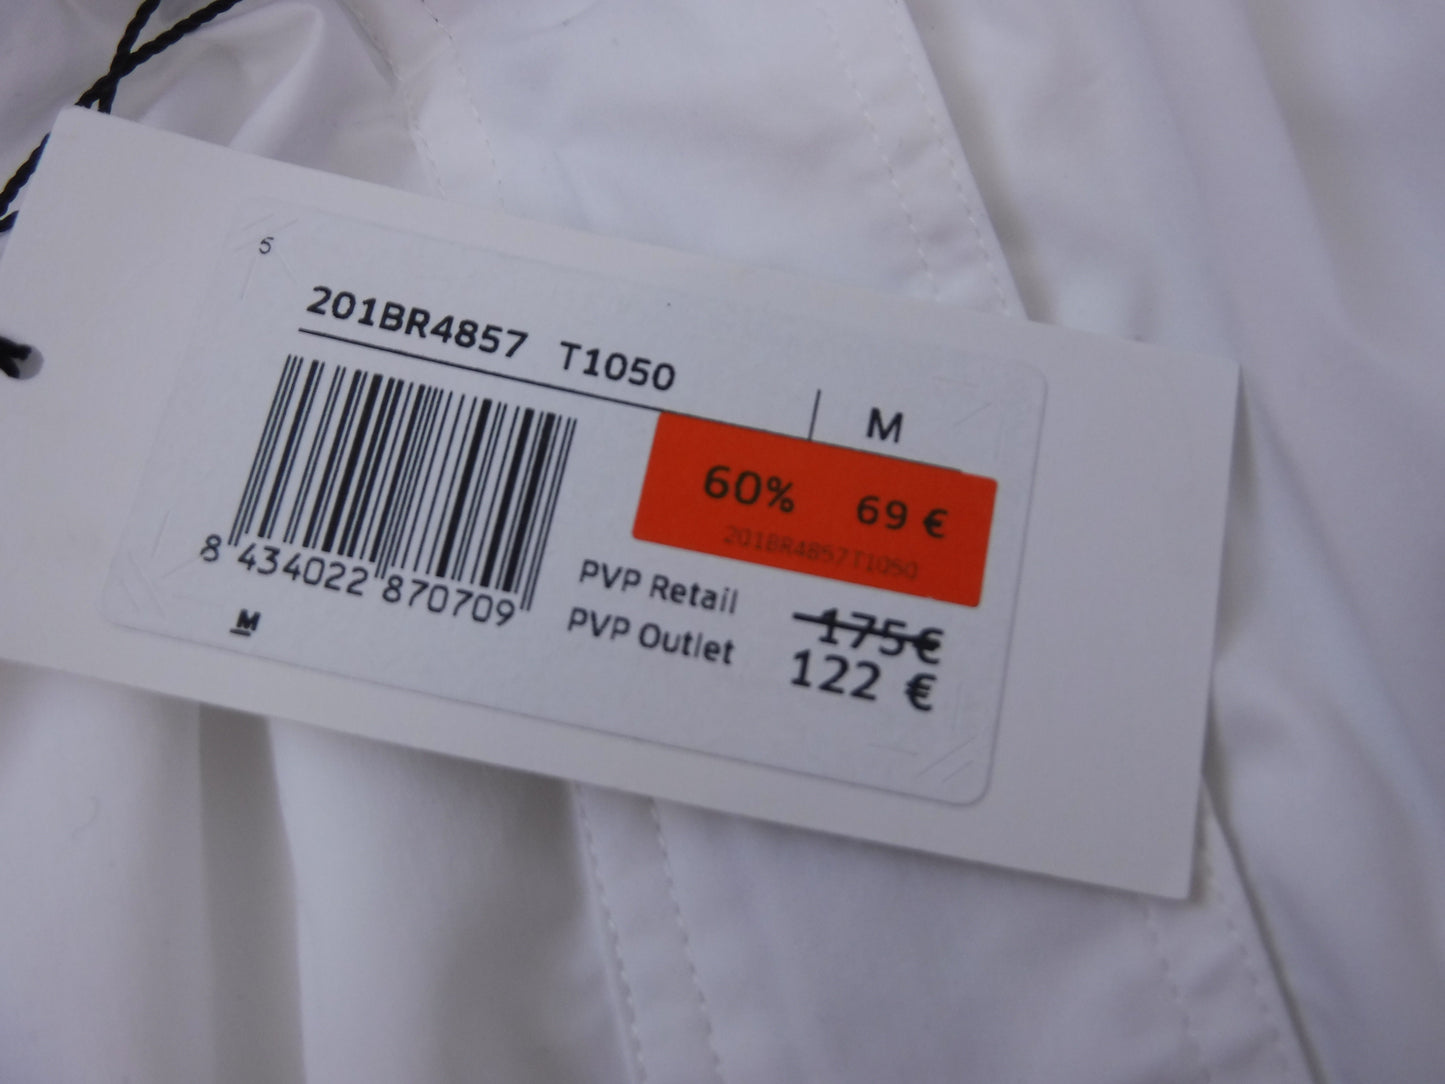 5
201BR4857 T1050
M
60% 69 €
201BR4857T1050
8 434022 870709
PVP Retail 175€
PVP Outlet 122 €
M